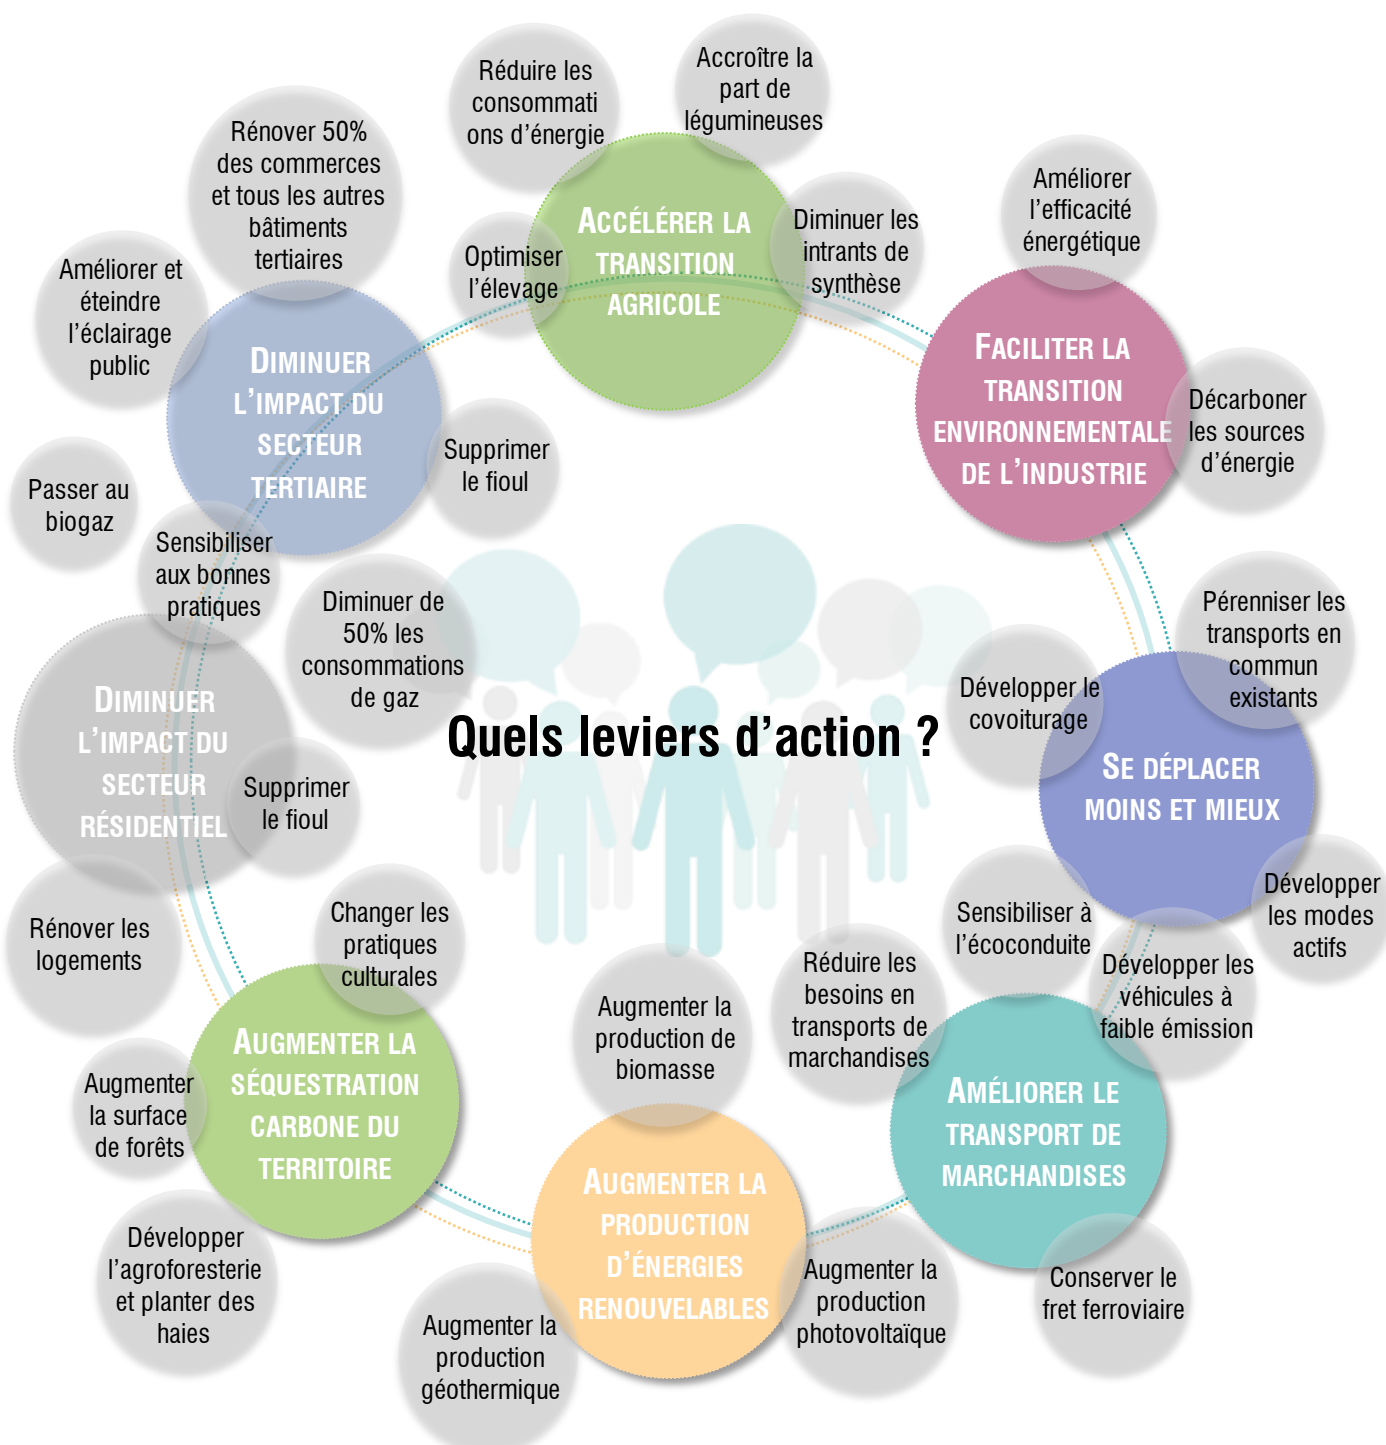 Réduire les
consommati
ons d’énergie
Accroître la
part de
légumineuses
Rénover 50%
des commerces
et tous les autres
bâtiments
tertiaires
Améliorer
l’efficacité
énergétique
ACCÉLÉRER LA
TRANSITION
AGRICOLE
Diminuer les
intrants de
synthèse
Optimiser
l’élevage
Améliorer et
éteindre
l’éclairage
public
DIMINUER
L’IMPACT DU
SECTEUR
TERTIAIRE
FACILITER LA
TRANSITION
ENVIRONNEMENTALE
DE L’INDUSTRIE
Décarboner
les sources
d’énergie
Supprimer
le fioul
Passer au
biogaz
Sensibiliser
aux bonnes
pratiques
Diminuer de
50% les
consommations
de gaz
Pérenniser les
transports en
commun
existants
Développer le
covoiturage
DIMINUER
L’IMPACT DU
SECTEUR
RÉSIDENTIEL
Quels leviers d’action ?
SE DÉPLACER
MOINS ET MIEUX
Supprimer
le fioul
Développer
les modes
actifs
Rénover les
logements
Changer les
pratiques
culturales
Sensibiliser à
l’écoconduite
Développer les
véhicules à
faible émission
Réduire les
besoins en
transports de
marchandises
Augmenter la
production de
biomasse
AUGMENTER LA
SÉQUESTRATION
CARBONE DU
TERRITOIRE
Augmenter
la surface
de forêts
AMÉLIORER LE
TRANSPORT DE
MARCHANDISES
AUGMENTER LA
PRODUCTION
D’ÉNERGIES
RENOUVELABLES
Développer
l’agroforesterie
et planter des
haies
Augmenter la
production
photovoltaïque
Conserver le
fret ferroviaire
Augmenter la
production
géothermique